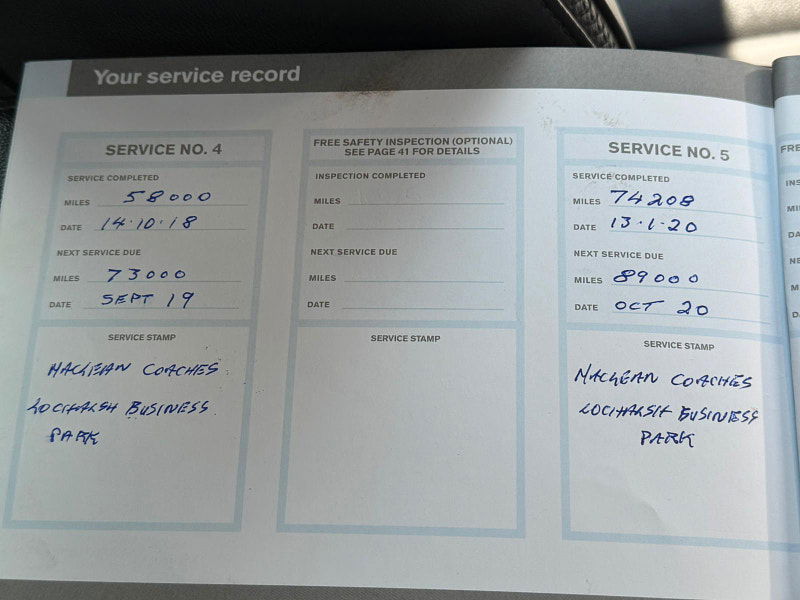 Your service record
SERVICE NO. 4
SERVICE COMPLETED
MILES 58000
DATE 14.10.18
NEXT SERVICE DUE
MILES 73000
DATE SEPT 19
SERVICE STAMP
MACLEAN COACHES
LOCHALSH BUSINESS
PARK
FREE SAFETY INSPECTION (OPTIONAL)
SEE PAGE 41 FOR DETAILS
INSPECTION COMPLETED
MILES
DATE
NEXT SERVICE DUE
MILES
DATE
SERVICE STAMP
SERVICE NO. 5
SERVICE COMPLETED
MILES 74208
DATE 13.1.20
NEXT SERVICE DUE
MILES 89000
DATE OCT 20
SERVICE STAMP
MACLEAN COACHES
LOCHALSH BUSINESS
PARK